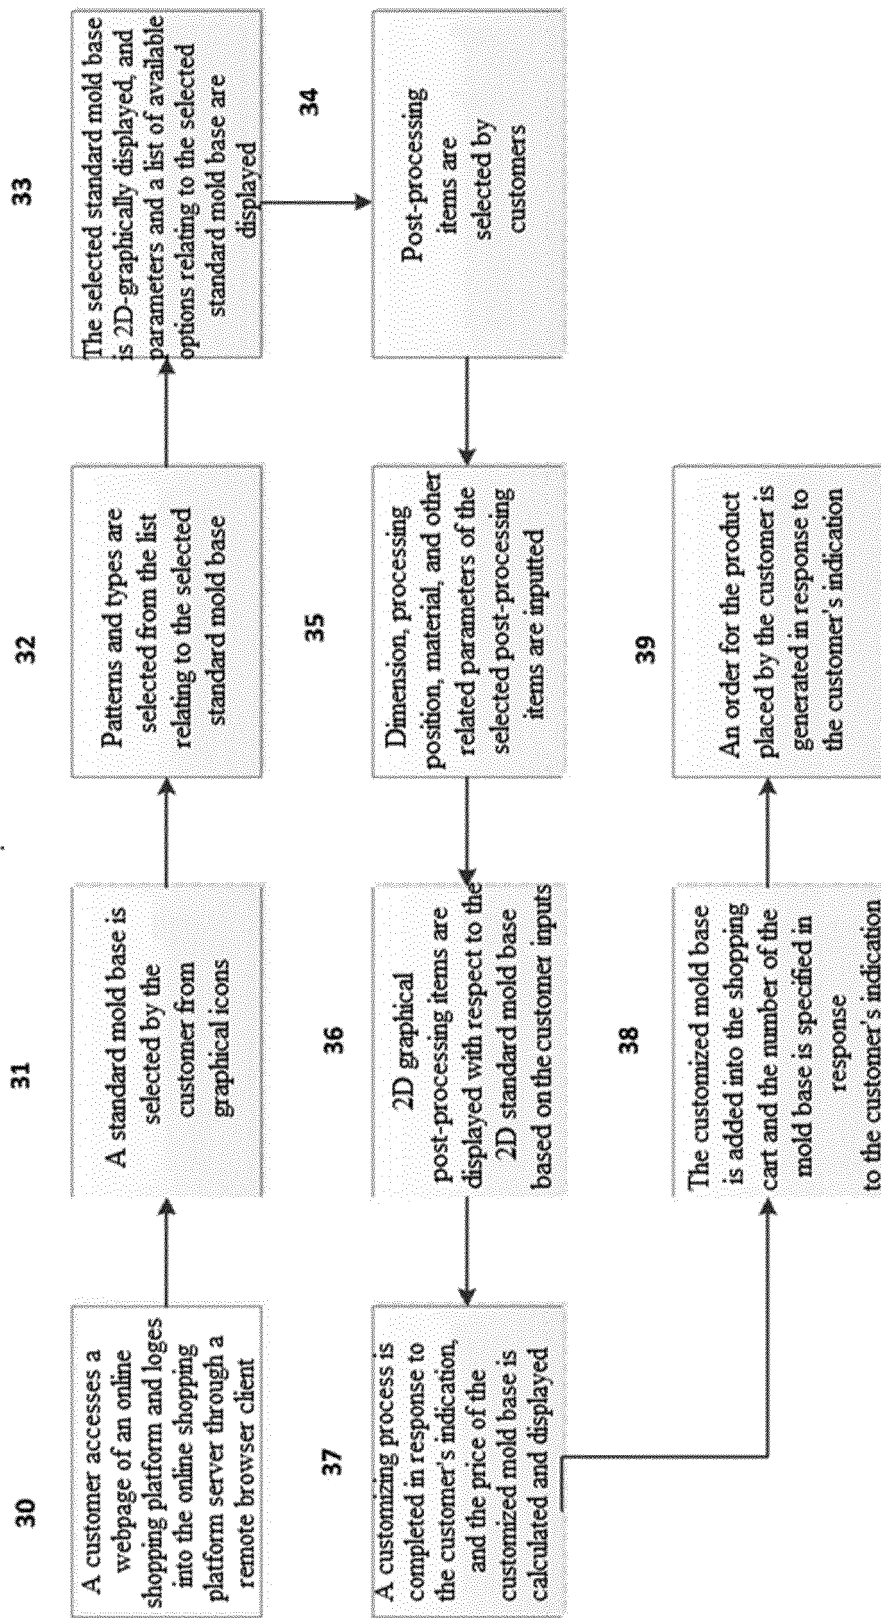 30
A customer accesses a
webpage of an online
shopping platform and loges
into the online shopping
platform server through a
remote browser client
31
A standard mold base is
selected by the
customer from
graphical icons
32
Patterns and types are
selected from the list
relating to the selected
standard mold base
33
The selected standard mold base
is 2D-graphically displayed, and
parameters and a list of available
options relating to the selected
standard mold base are
displayed
34
Post-processing
items are
selected by
customers
35
Dimension, processing
position, material, and other
related parameters of the
selected post-processing
items are inputted
36
2D graphical
post-processing items are
displayed with respect to the
2D standard mold base
based on the customer inputs
37
A customizing process is
completed in response to
the customer's indication,
and the price of the
customized mold base is
calculated and displayed
38
The customized mold base
is added into the shopping
cart and the number of the
mold base is specified in
response
to the customer's indication
39
An order for the product
placed by the customer is
generated in response to
the customer's indication